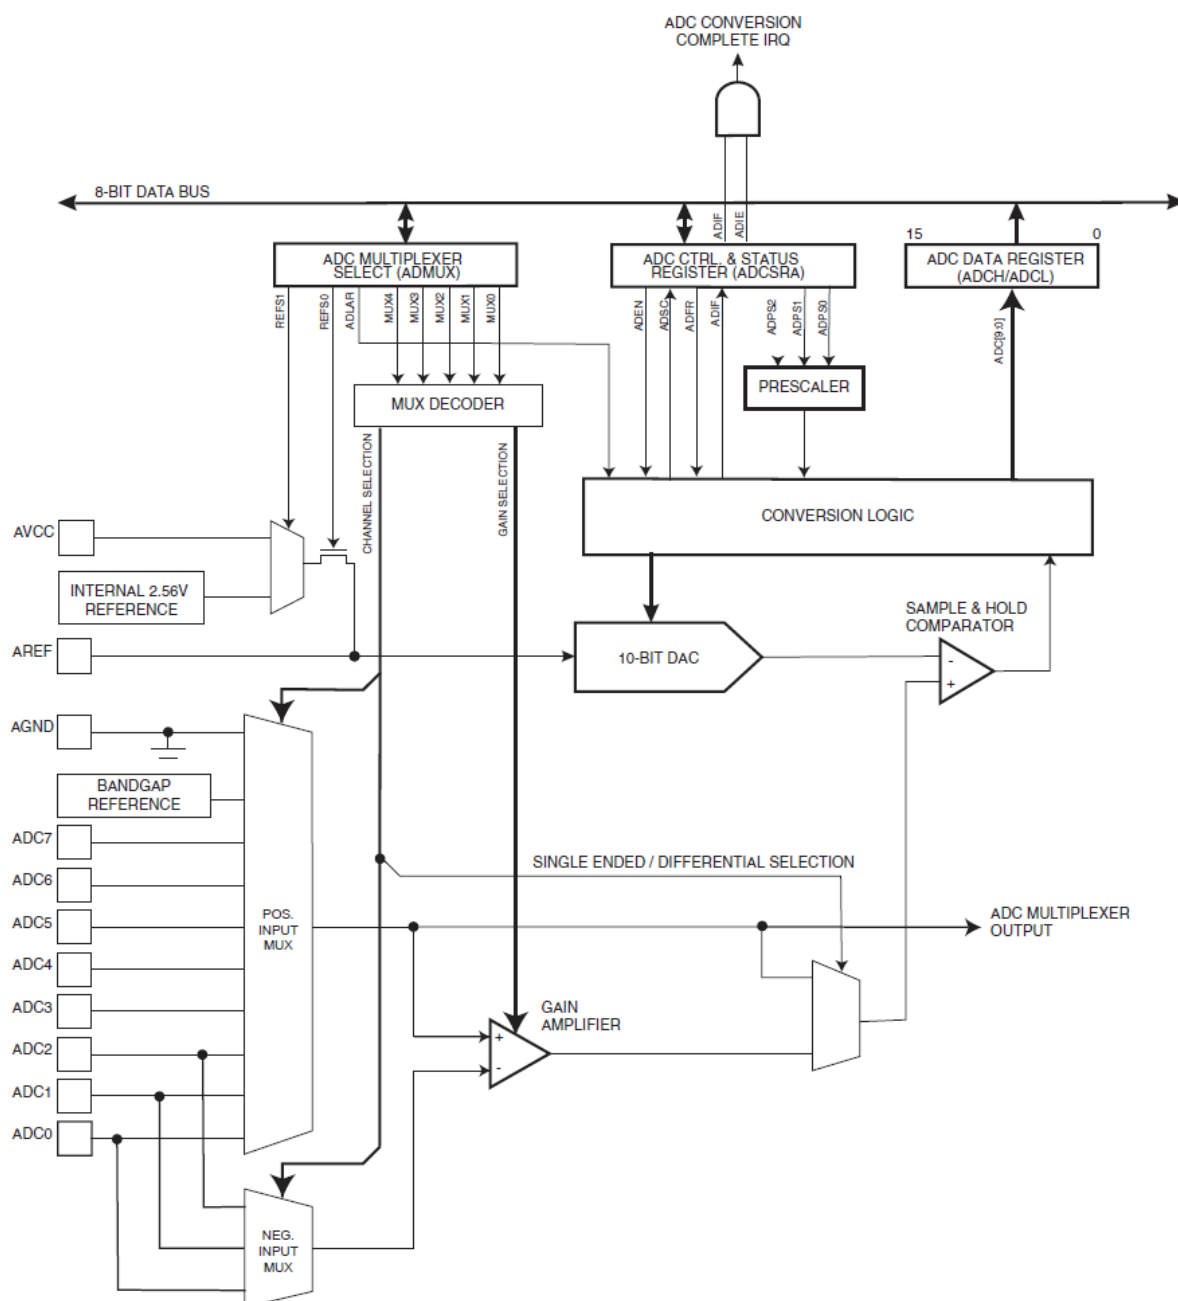 ADC CONVERSION
COMPLETE IRQ
8-BIT DATA BUS
ADIF
ADIE
15
0
ADC MULTIPLEXER
SELECT (ADMUX)
ADC CTRL. & STATUS
REGISTER (ADCSRA)
ADC DATA REGISTER
(ADCH/ADCL)
REFS1
REFS0
ADLAR
MUX4
MUX3
MUX2
MUX1
MUX0
ADEN
ADSC
ADFR
ADIF
ADPS2
ADPS1
ADPS0
ADC[9:0]
PRESCALER
MUX DECODER
CHANNEL SELECTION
GAIN SELECTION
CONVERSION LOGIC
AVCC
INTERNAL 2.56V
REFERENCE
SAMPLE & HOLD
COMPARATOR
AREF
10-BIT DAC
-
+
AGND
BANDGAP
REFERENCE
ADC7
SINGLE ENDED / DIFFERENTIAL SELECTION
ADC6
ADC5
POS.
INPUT
MUX
ADC MULTIPLEXER
OUTPUT
ADC4
ADC3
GAIN
AMPLIFIER
+
-
ADC2
ADC1
ADC0
NEG.
INPUT
MUX